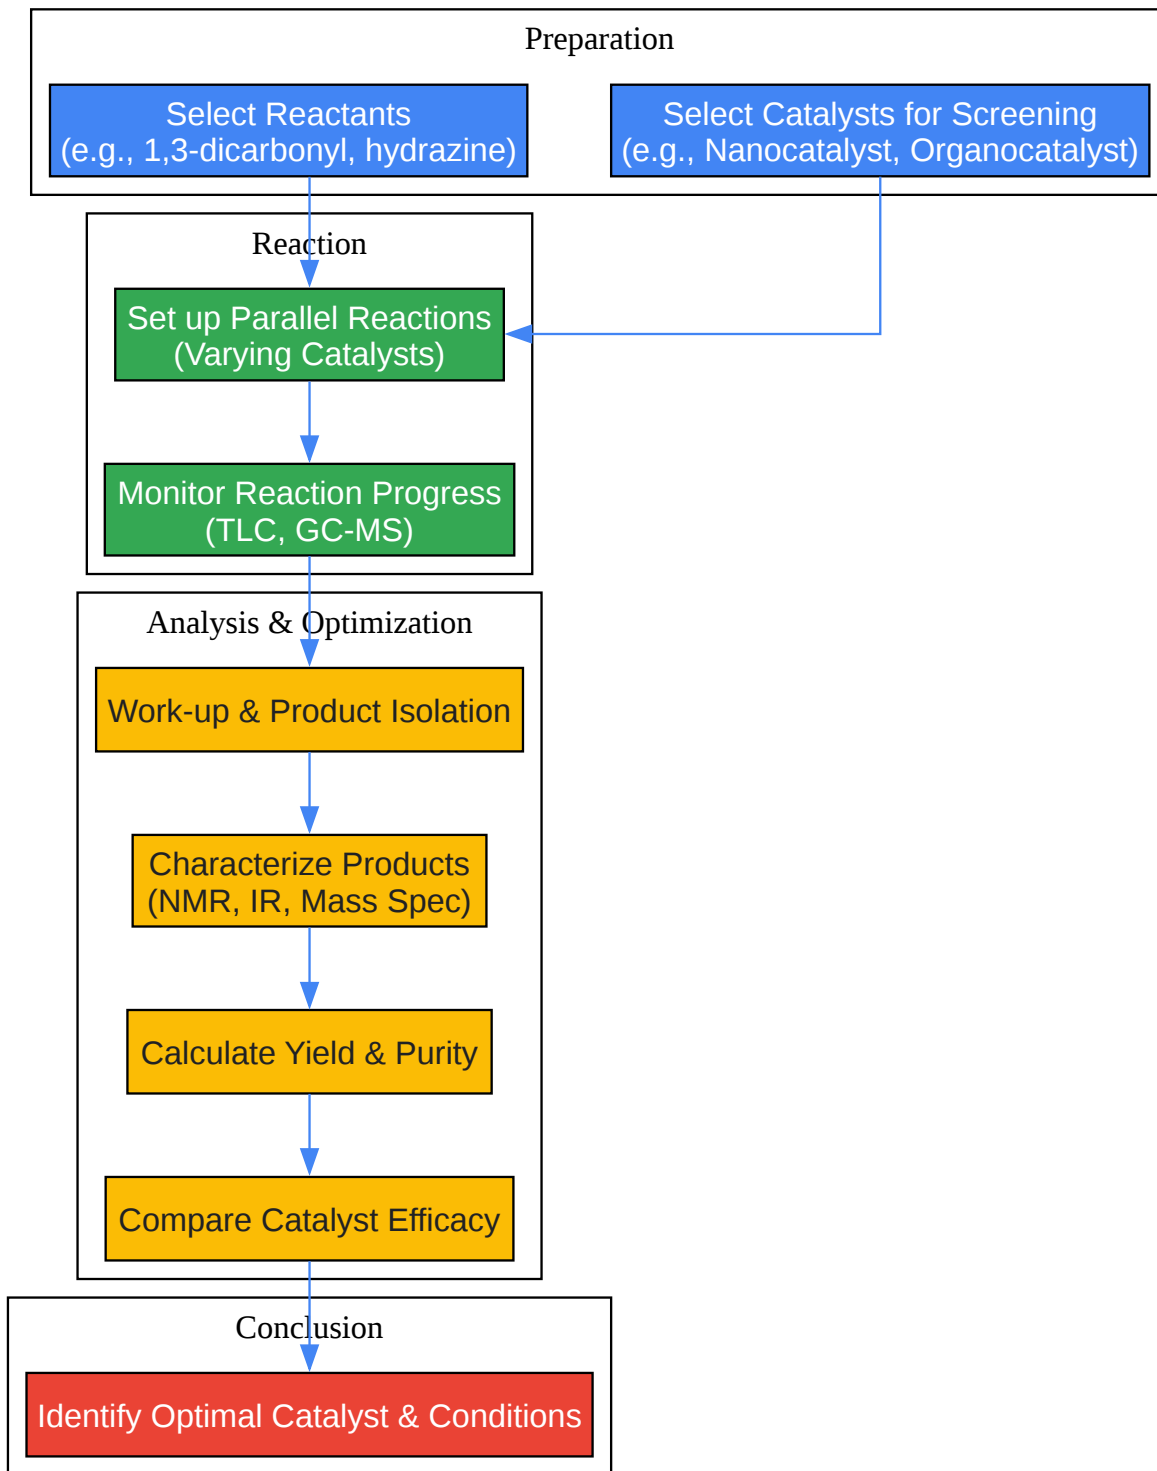 Preparation
Select Reactants
(e.g., 1,3-dicarbonyl, hydrazine)
Select Catalysts for Screening
(e.g., Nanocatalyst, Organocatalyst)
Reaction
Set up Parallel Reactions
(Varying Catalysts)
Monitor Reaction Progress
(TLC, GC-MS)
Analysis & Optimization
Work-up & Product Isolation
Characterize Products
(NMR, IR, Mass Spec)
Calculate Yield & Purity
Compare Catalyst Efficacy
Conclusion
Identify Optimal Catalyst & Conditions